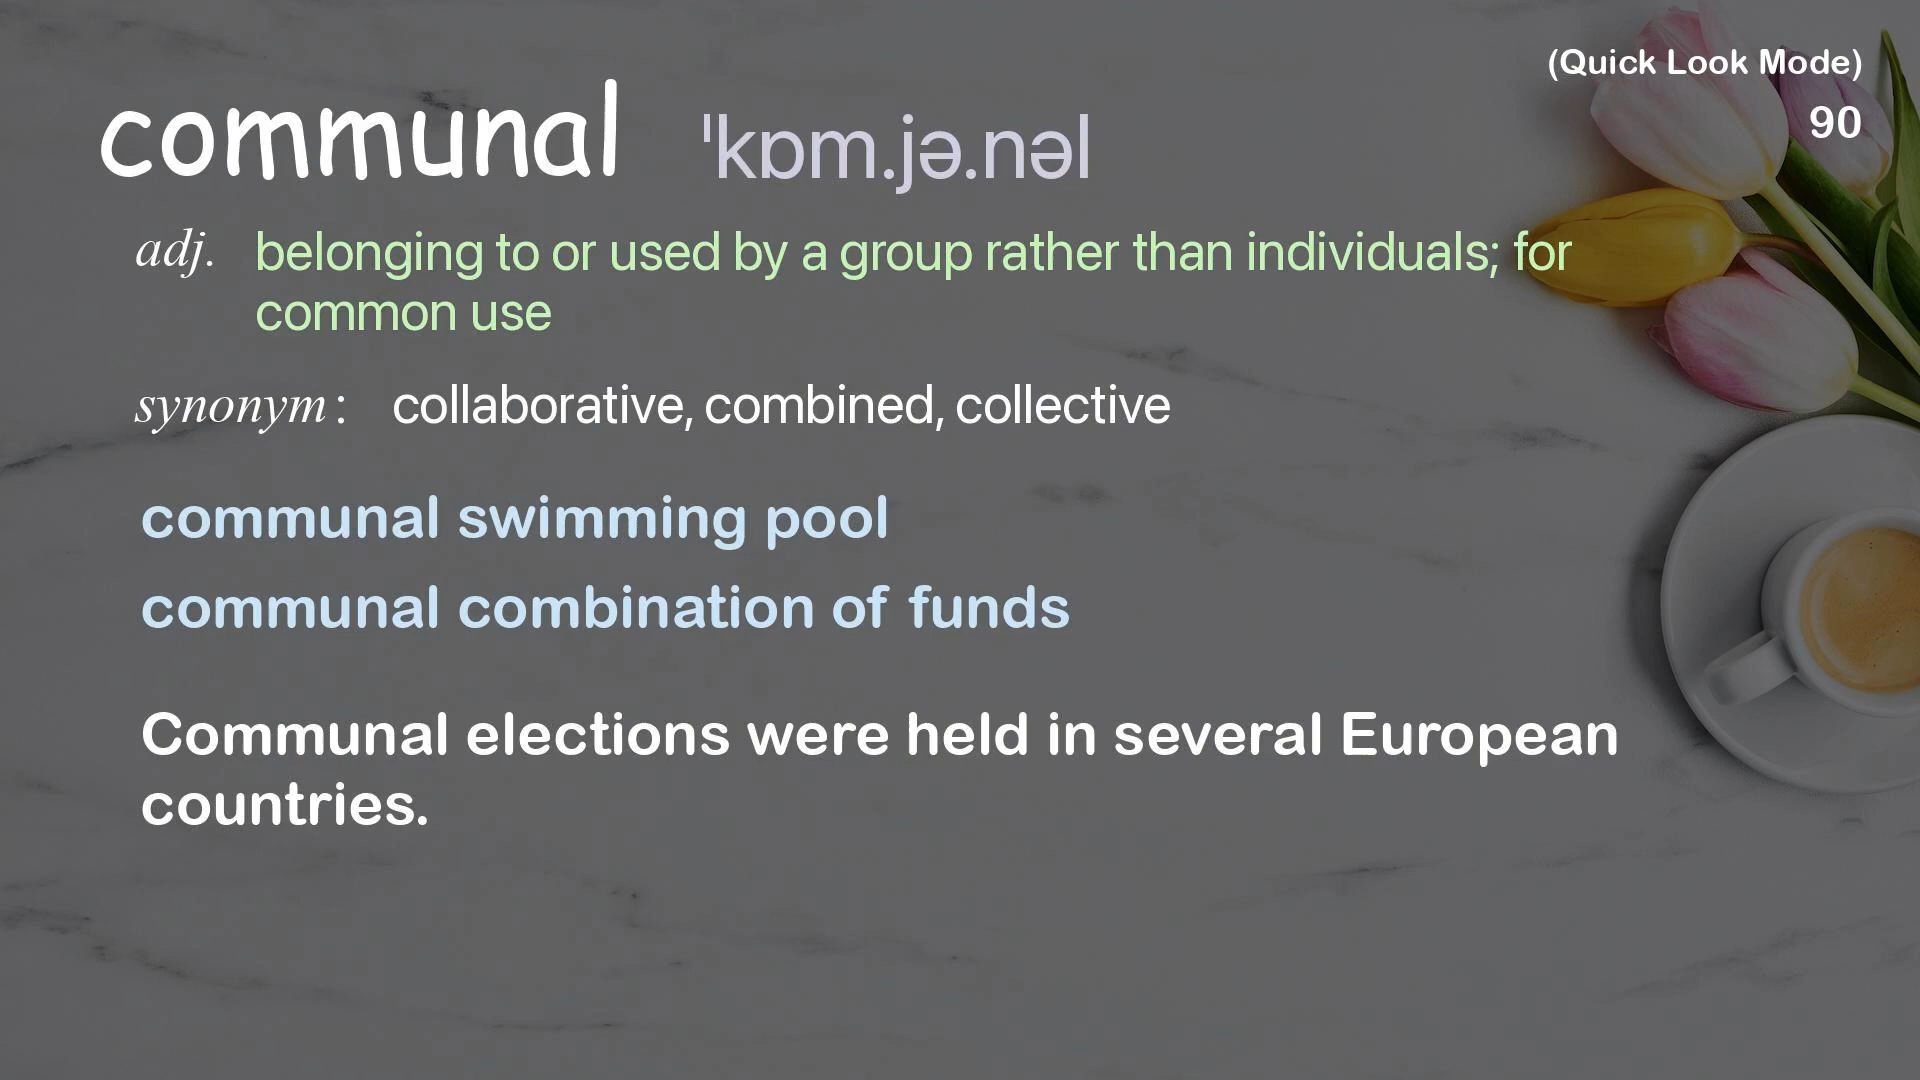 (Quick Look Mode)
90
communal ˈkɒm.jə.nəl
adj. belonging to or used by a group rather than individuals; for
common use
synonym: collaborative, combined, collective
communal swimming pool
communal combination of funds
Communal elections were held in several European
countries.